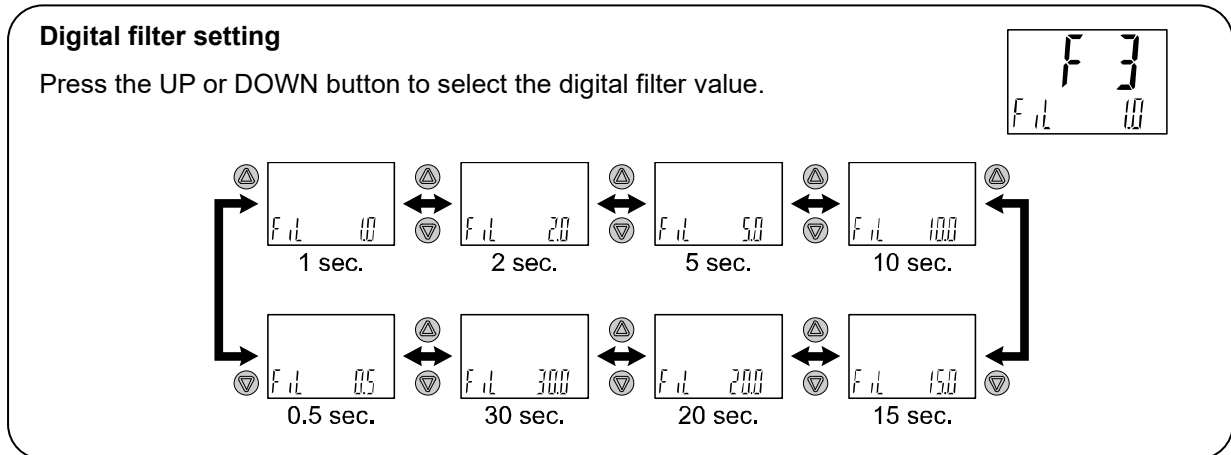 Digital filter setting
Press the UP or DOWN button to select the digital filter value.
F 3
FiL 1.0
FiL 1.0
FiL 2.0
FiL 5.0
FiL 10.0
1 sec.
2 sec.
5 sec.
10 sec.
FiL 0.5
FiL 30.0
FiL 20.0
FiL 15.0
0.5 sec.
30 sec.
20 sec.
15 sec.